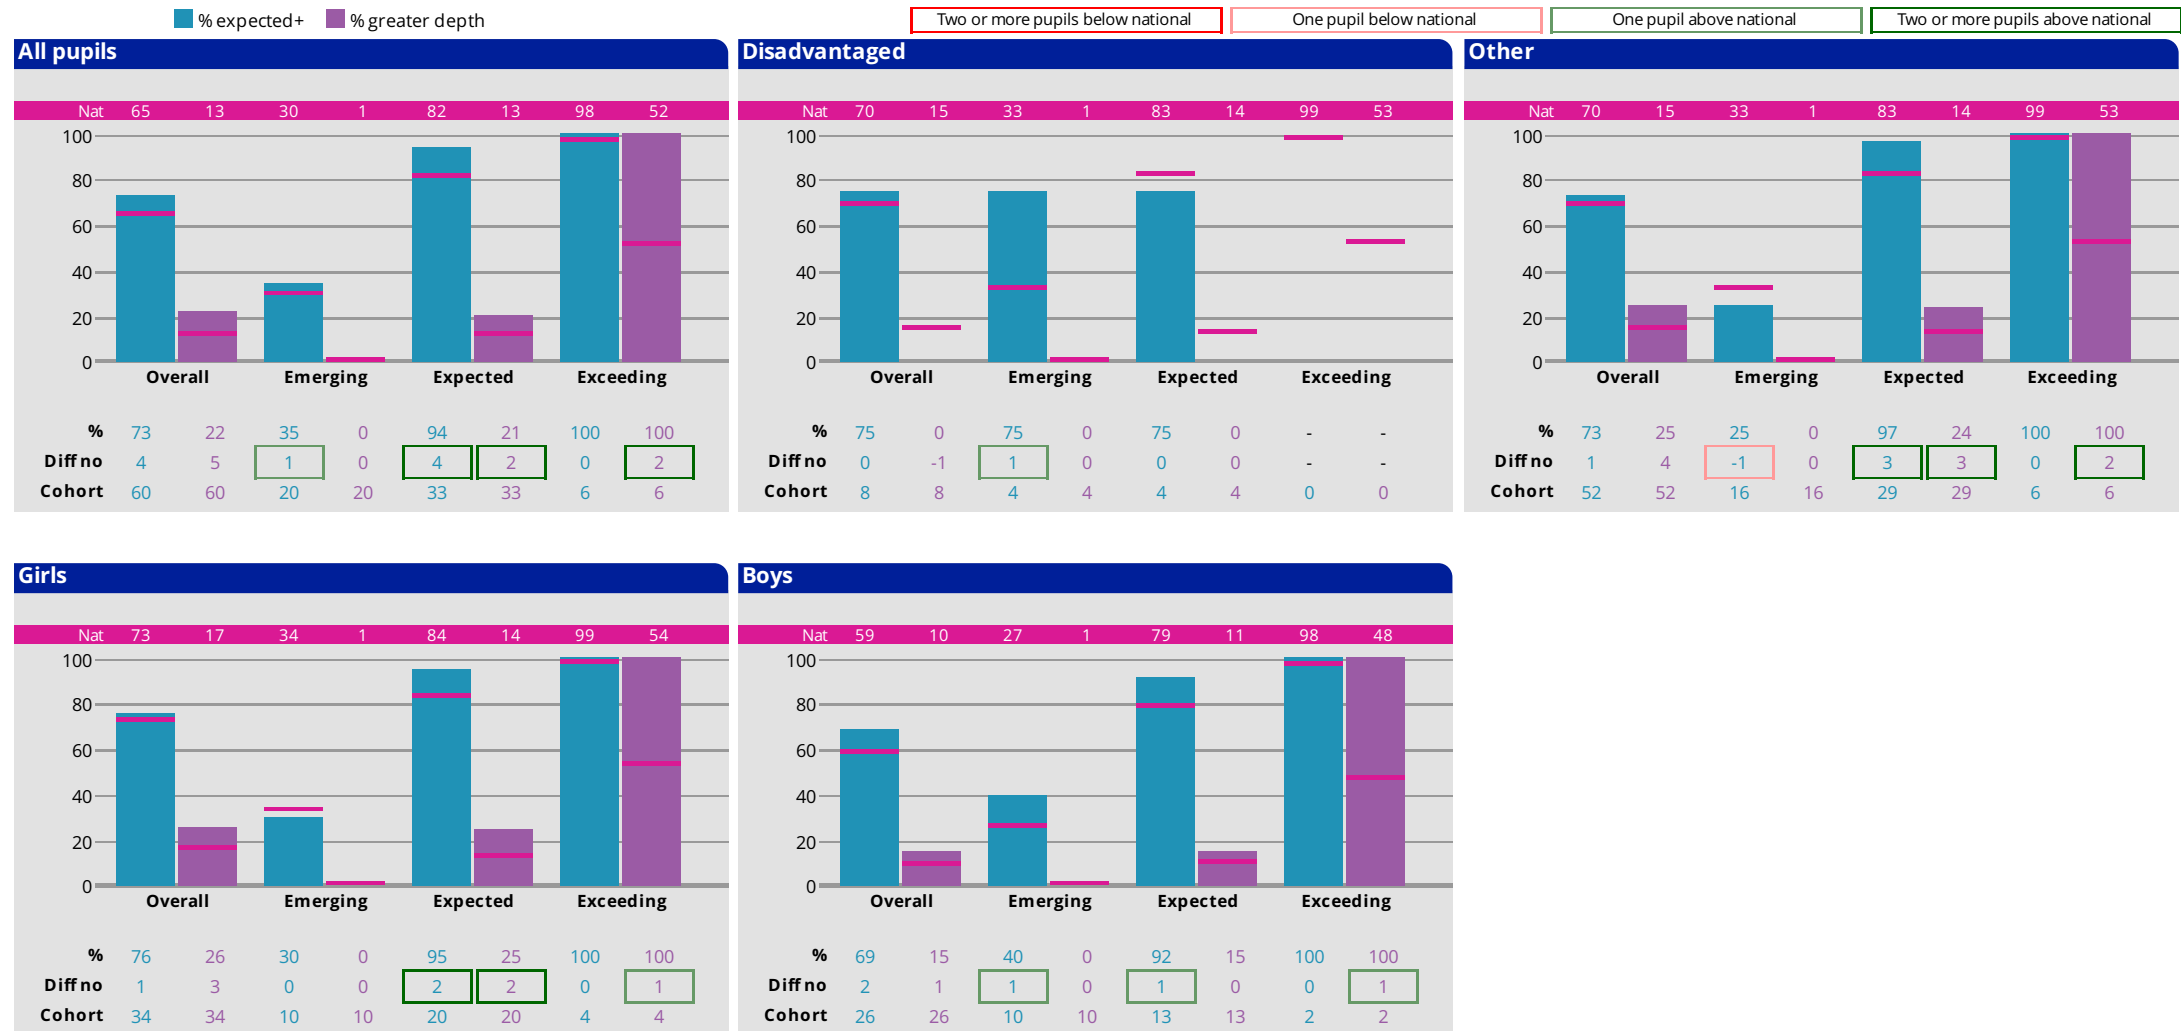 % expected+ % greater depth
Two or more pupils below national One pupil below national One pupil above national Two or more pupils above national
All pupils
Nat 65 13 30 1 82 13 98 52
100
80
60
40
20
0
Overall Emerging Expected Exceeding
% 73 22 35 0 94 21 100 100
Diff no 4 5 1 0 4 2 0 2
Cohort 60 60 20 20 33 33 6 6
Disadvantaged
Nat 70 15 33 1 83 14 99 53
100
80
60
40
20
0
Overall Emerging Expected Exceeding
% 75 0 75 0 75 0 - -
Diff no 0 -1 1 0 0 0 - -
Cohort 8 8 4 4 4 4 0 0
Other
Nat 70 15 33 1 83 14 99 53
100
80
60
40
20
0
Overall Emerging Expected Exceeding
% 73 25 25 0 97 24 100 100
Diff no 1 4 -1 0 3 3 0 2
Cohort 52 52 16 16 29 29 6 6
Girls
Nat 73 17 34 1 84 14 99 54
100
80
60
40
20
0
Overall Emerging Expected Exceeding
% 76 26 30 0 95 25 100 100
Diff no 1 3 0 0 2 2 0 1
Cohort 34 34 10 10 20 20 4 4
Boys
Nat 59 10 27 1 79 11 98 48
100
80
60
40
20
0
Overall Emerging Expected Exceeding
% 69 15 40 0 92 15 100 100
Diff no 2 1 1 0 1 0 0 1
Cohort 26 26 10 10 13 13 2 2